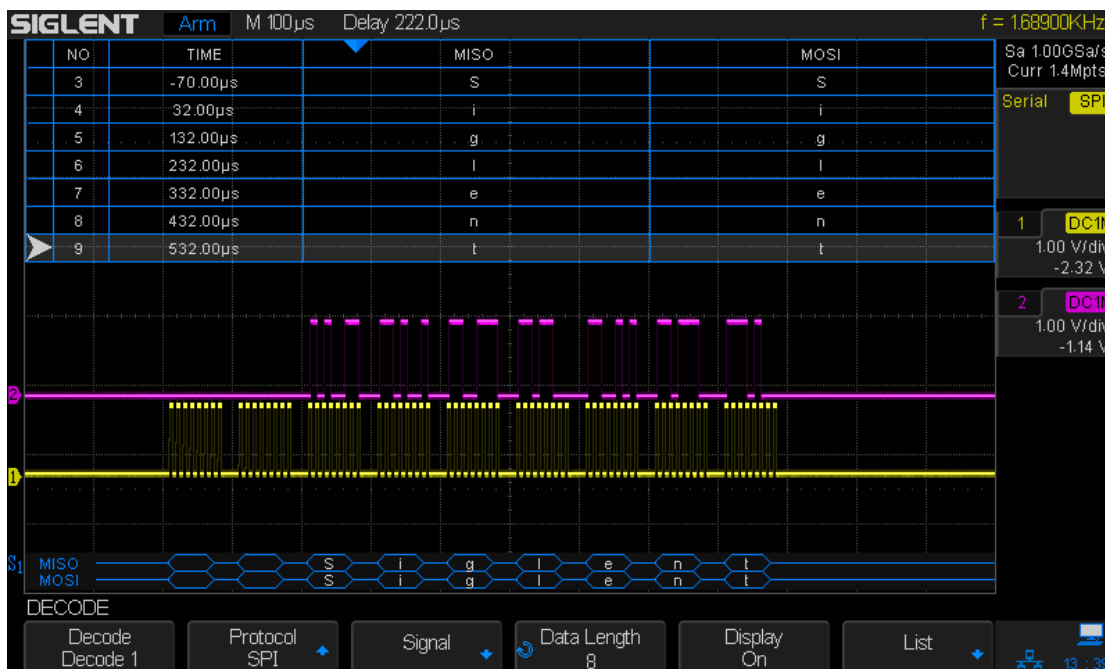 SIGLENT Arm M 100µs Delay 222.0µs f = 1.68900KHz
NO TIME MISO MOSI
3 -70.00µs S S
4 32.00µs i i
5 132.00µs g g
6 232.00µs l l
7 332.00µs e e
8 432.00µs n n
9 532.00µs t t
Sa 1.00GSa/s
Curr 1.4Mpts
Serial SPI
1 DC1M
1.00 V/div
-2.32 V
2 DC1M
1.00 V/div
-1.14 V
2
1
S1 MISO S i g l e n t
MOSI S i g l e n t
DECODE
Decode Protocol Signal Data Length Display List
Decode 1 SPI 8 On